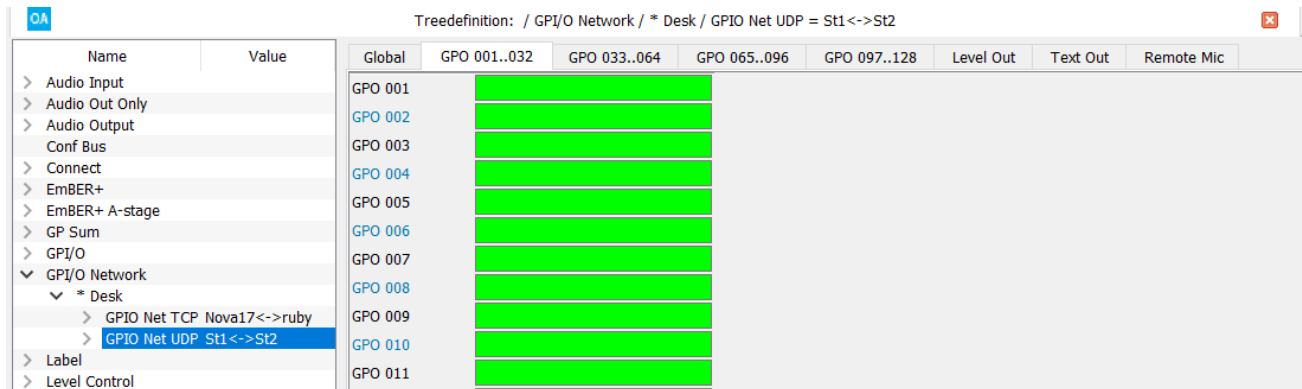 OA
Treedefinition: / GPI/O Network / * Desk / GPIO Net UDP = St1<->St2
Name Value
Global GPO 001..032 GPO 033..064 GPO 065..096 GPO 097..128 Level Out Text Out Remote Mic
Audio Input
Audio Out Only
Audio Output
Conf Bus
Connect
EmBER+
EmBER+ A-stage
GP Sum
GPI/O
GPI/O Network
* Desk
GPIO Net TCP Nova17<->ruby
GPIO Net UDP St1<->St2
Label
Level Control
GPO 001
GPO 002
GPO 003
GPO 004
GPO 005
GPO 006
GPO 007
GPO 008
GPO 009
GPO 010
GPO 011